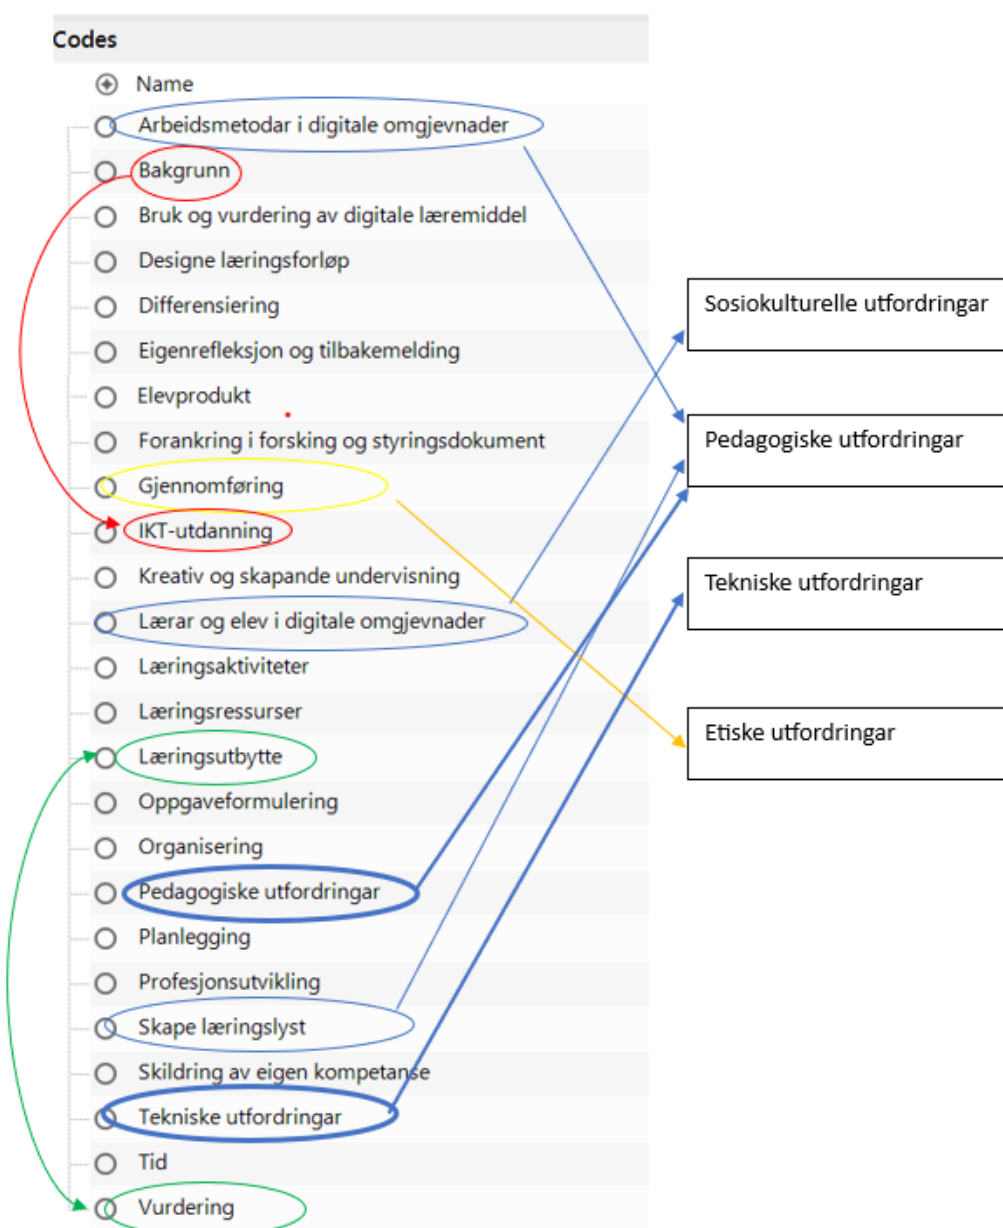 Codes
Name
Arbeidsmetodar i digitale omgjevnader
Bakgrunn
Bruk og vurdering av digitale læremiddel
Designe læringsforløp
Differensiering
Eigenrefleksjon og tilbakemelding
Elevprodukt
Forankring i forsking og styringsdokument
Gjennomføring
IKT-utdanning
Kreativ og skapande undervisning
Lærar og elev i digitale omgjevnader
Læringsaktiviteter
Læringsressurser
Læringsutbytte
Oppgaveformulering
Organisering
Pedagogiske utfordringar
Planlegging
Profesjonsutvikling
Skape læringslyst
Skildring av eigen kompetanse
Tekniske utfordringar
Tid
Vurdering
Sosiokulturelle utfordringar
Pedagogiske utfordringar
Tekniske utfordringar
Etiske utfordringar